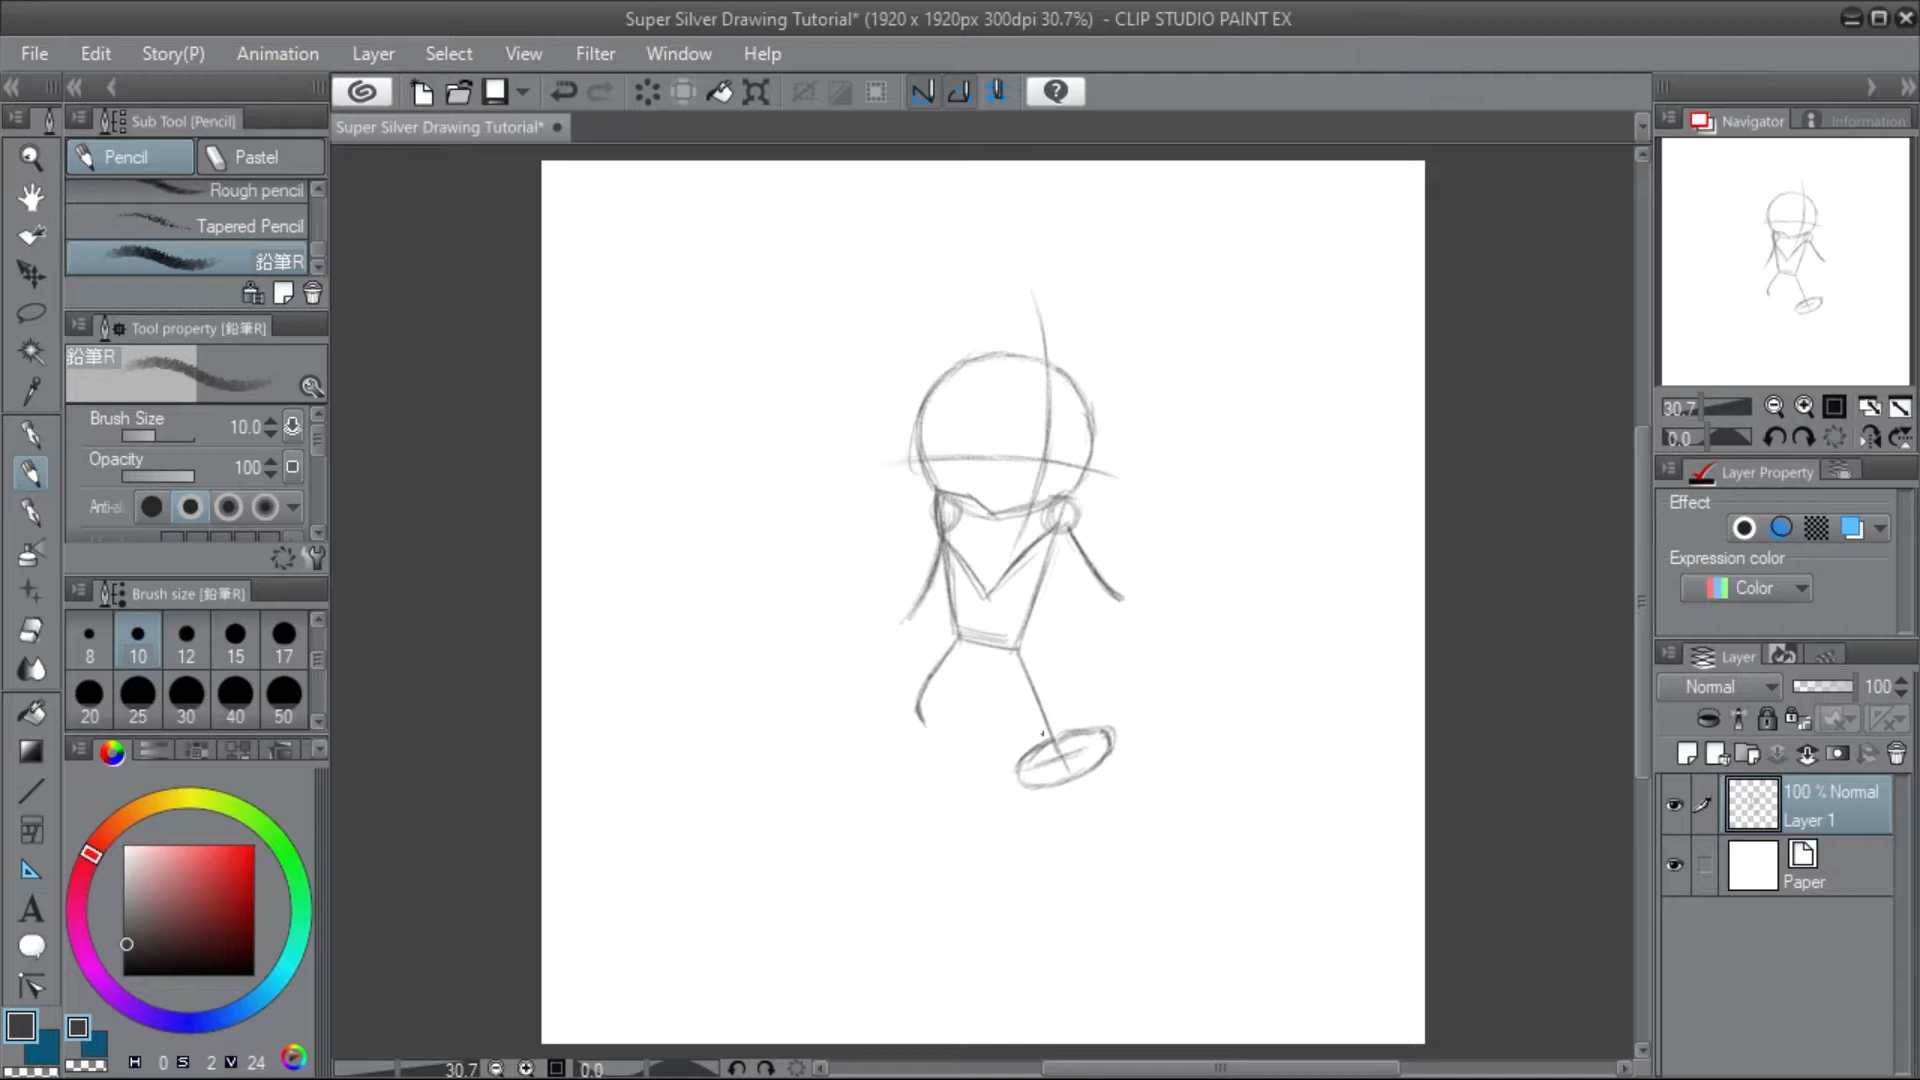 Super Silver Drawing Tutorial* (1920 x 1920px 300dpi 30.7%) - CLIP STUDIO PAINT EX
File Edit Story(P) Animation Layer Select View Filter Window Help
Sub Tool [Pencil]
Super Silver Drawing Tutorial*
Navigator Information
Pencil Pastel
Rough pencil
Tapered Pencil
鉛筆R
Tool property [鉛筆R]
鉛筆R
Brush Size 10.0
Opacity 100
Anti-al
Brush size [鉛筆R]
8 10 12 15 17
20 25 30 40 50
H 0 S 2 V 24
30.7 0.0
30.7
0.0
Layer Property
Effect
Expression color
Color
Layer
Normal 100
100 % Normal
Layer 1
Paper